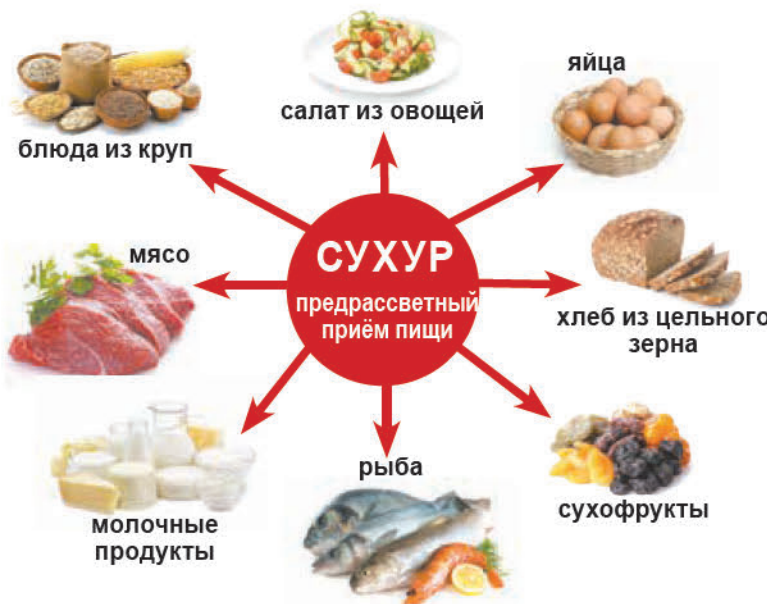 салат из овощей
яйца
блюда из круп
мясо
СУХУР
предрассветный
приём пищи
хлеб из цельного
зерна
рыба
сухофрукты
молочные
продукты